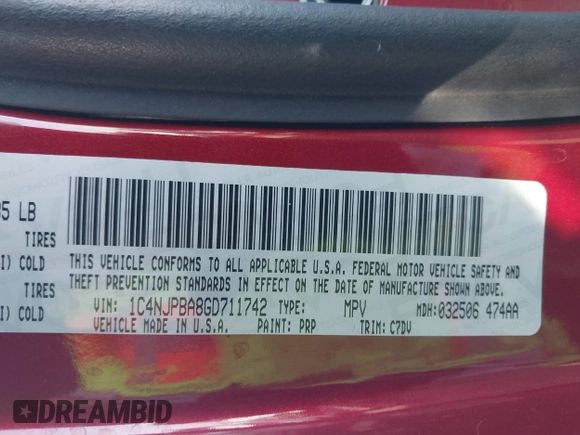 05 LB
TIRES
I) COLD
TIRES
I) COLD
THIS VEHICLE CONFORMS TO ALL APPLICABLE U.S.A. FEDERAL MOTOR VEHICLE SAFETY AND
THEFT PREVENTION STANDARDS IN EFFECT ON THE DATE OF MANUFACTURE SHOWN ABOVE.
VIN: 1C4NJPBA8GD711742 TYPE: MPV MDH:032506 474AA
VEHICLE MADE IN U.S.A. PAINT: PRP TRIM: C7DV
DREAMBID